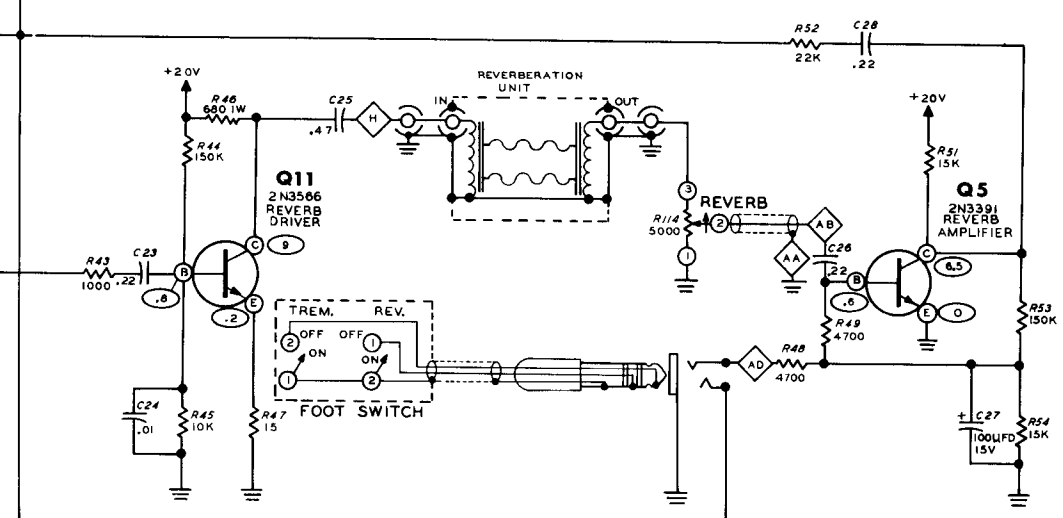 R52
22K
C28
.22
+20V
R46
680 1W
C25
.47
H
REVERBERATION
UNIT
IN
OUT
+20V
R44
150K
R51
15K
Q11
2N3566
REVERB
DRIVER
C
9
3
REVERB
R114
5000
2
1
AB
AA
C26
.22
Q5
2N3391
REVERB
AMPLIFIER
C
6.5
R43
1000
C23
.22
B
.8
E
.2
B
.6
E
0
R49
4700
R53
150K
TREM.
REV.
2
OFF
OFF
1
ON
ON
1
2
FOOT SWITCH
AD
R48
4700
C24
.01
R45
10K
R47
15
+
C27
100UFD
15V
R54
15K